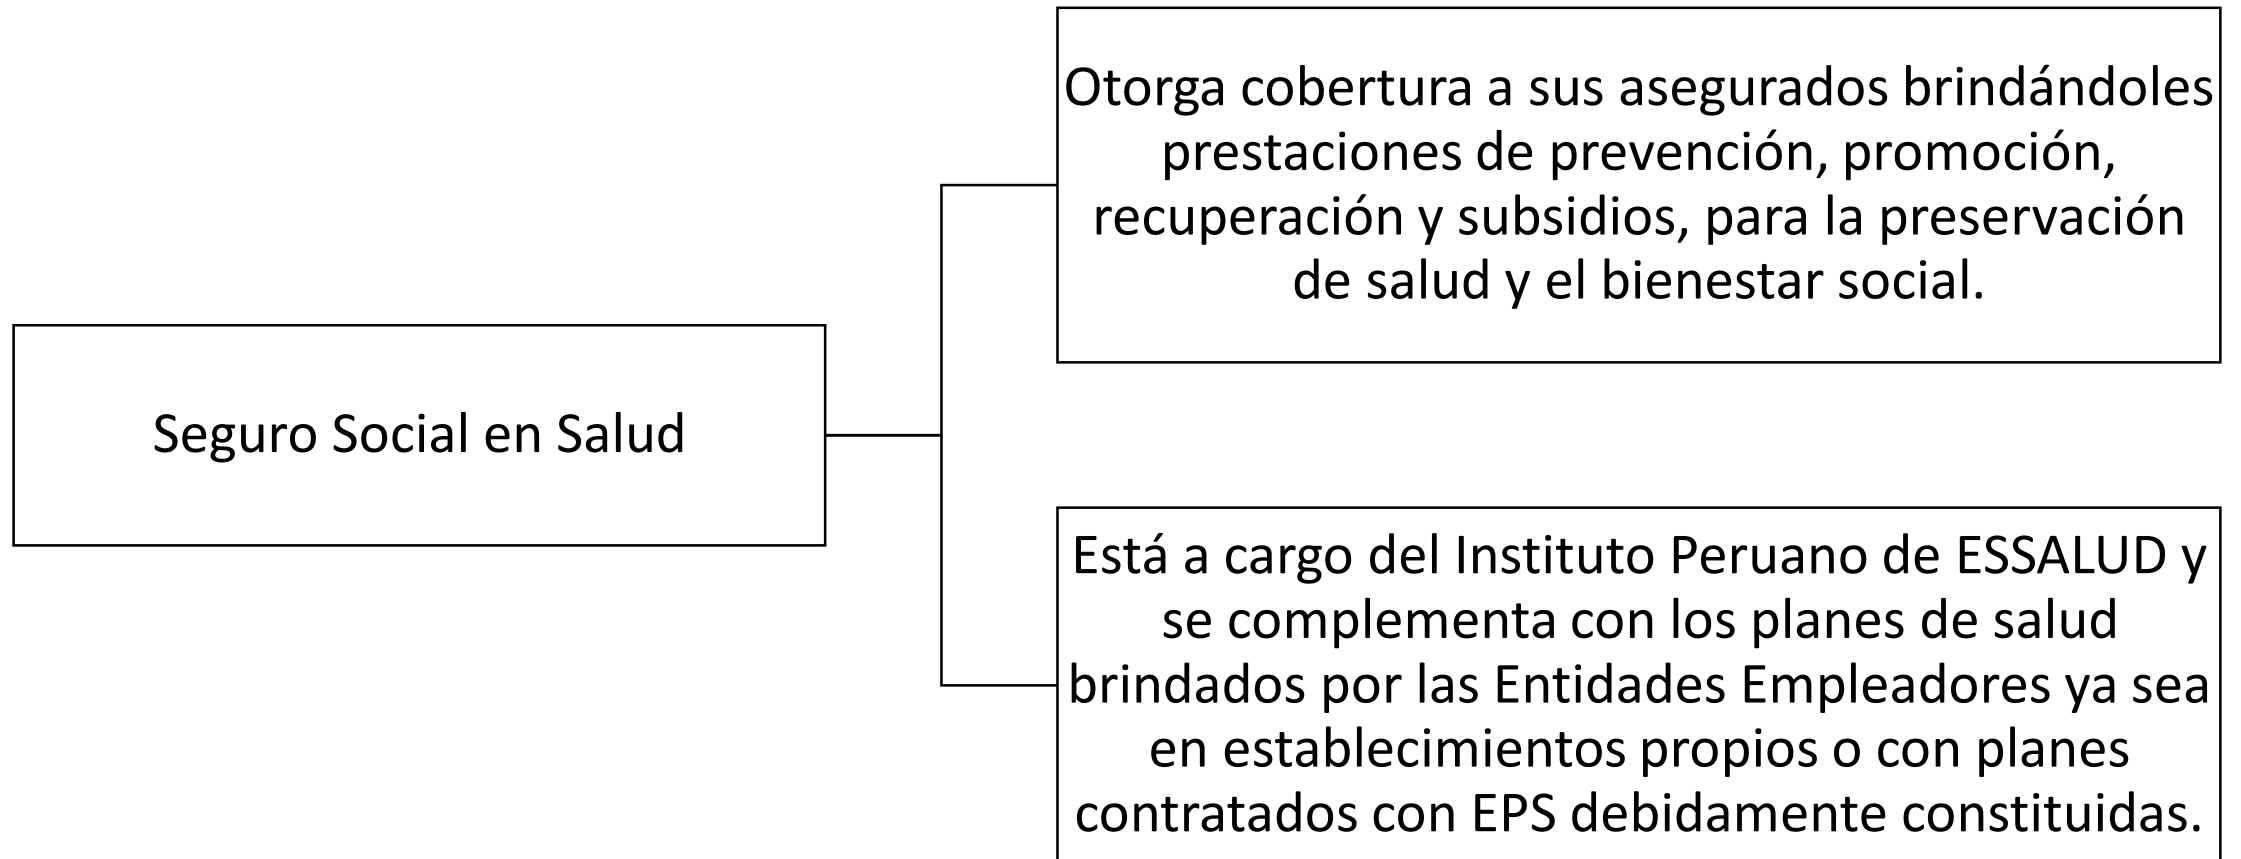 Otorga cobertura a sus asegurados brindándoles
prestaciones de prevención, promoción,
recuperación y subsidios, para la preservación
de salud y el bienestar social.
Seguro Social en Salud
Está a cargo del Instituto Peruano de ESSALUD y
se complementa con los planes de salud
brindados por las Entidades Empleadores ya sea
en establecimientos propios o con planes
contratados con EPS debidamente constituidas.